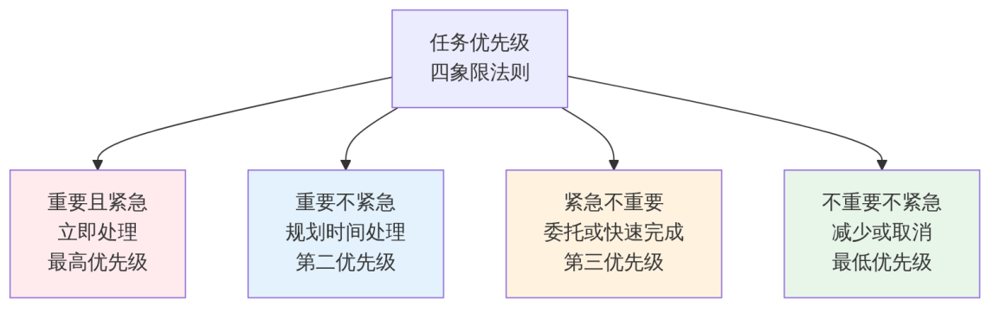 任务优先级
四象限法则
重要且紧急
立即处理
最高优先级
重要不紧急
规划时间处理
第二优先级
紧急不重要
委托或快速完成
第三优先级
不重要不紧急
减少或取消
最低优先级